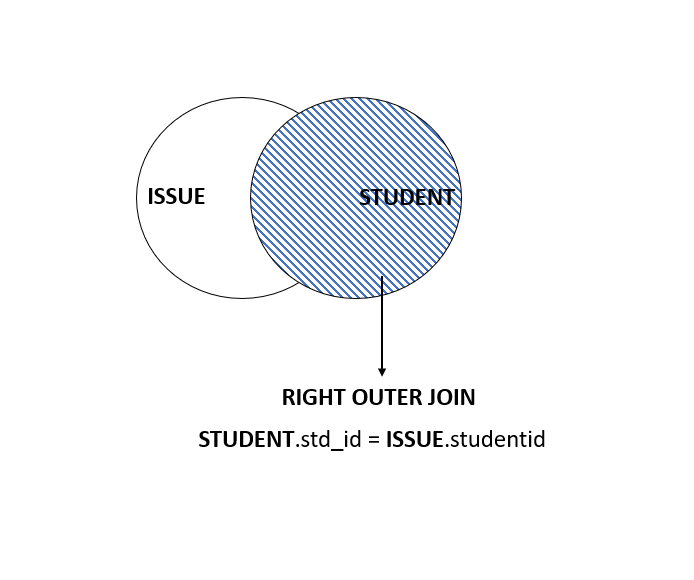 ISSUE
STUDENT
RIGHT OUTER JOIN
STUDENT.std_id = ISSUE.studentid